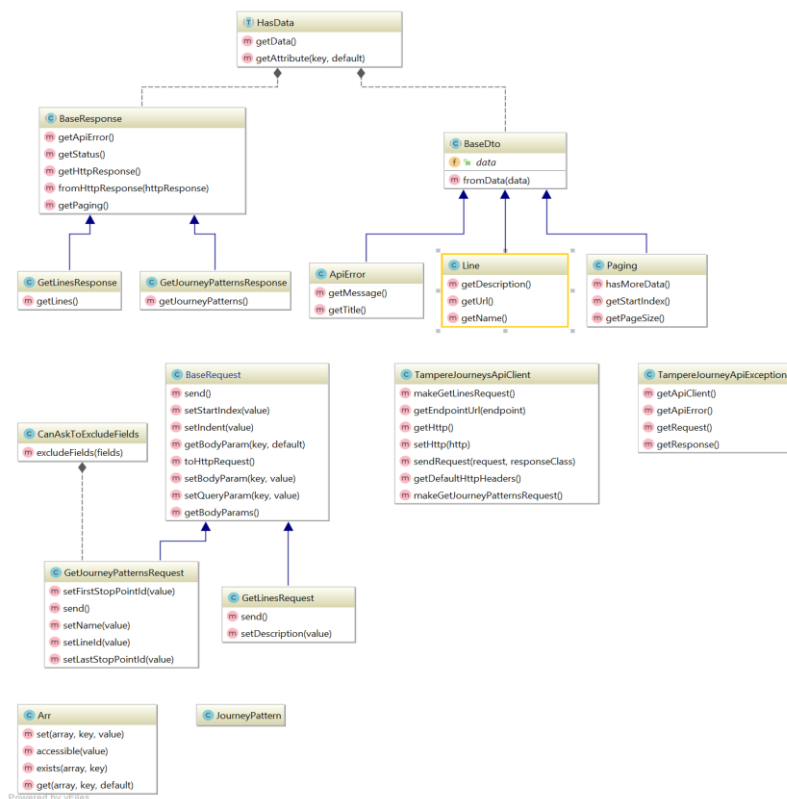 HasData
getData()
getAttribute(key, default)
BaseResponse
getApiError()
getStatus()
getHttpResponse()
fromHttpResponse(httpResponse)
getPaging()
BaseDto
data
fromData(data)
GetLinesResponse
getLines()
GetJourneyPatternsResponse
getJourneyPatterns()
ApiError
getMessage()
getTitle()
Line
getDescription()
getUrl()
getName()
Paging
hasMoreData()
getStartIndex()
getPageSize()
BaseRequest
send()
setStartIndex(value)
setIndent(value)
getBodyParam(key, default)
toHttpRequest()
setBodyParam(key, value)
setQueryParam(key, value)
getBodyParams()
TampereJourneysApiClient
makeGetLinesRequest()
getEndpointUrl(endpoint)
getHttp()
setHttp(http)
sendRequest(request, responseClass)
getDefaultHttpHeaders()
makeGetJourneyPatternsRequest()
TampereJourneyApiException
getApiClient()
getApiError()
getRequest()
getResponse()
CanAskToExcludeFields
excludeFields(fields)
GetJourneyPatternsRequest
setFirstStopPointId(value)
send()
setName(value)
setLineId(value)
setLastStopPointId(value)
GetLinesRequest
send()
setDescription(value)
Arr
set(array, key, value)
accessible(value)
exists(array, key)
get(array, key, default)
JourneyPattern
Powered by yFiles